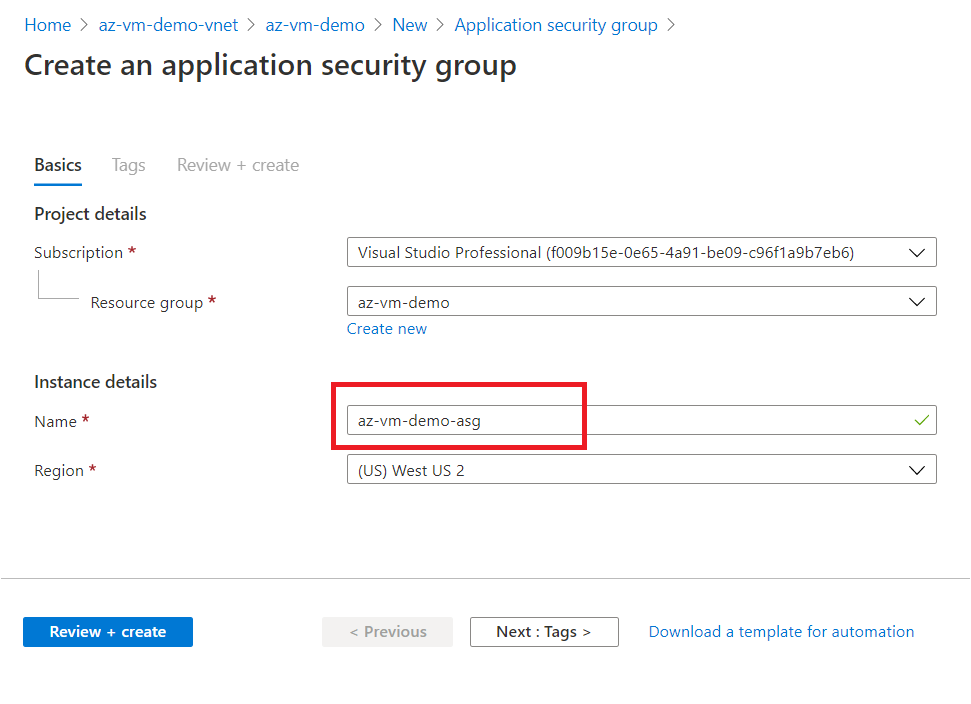 Home > az-vm-demo-vnet > az-vm-demo > New > Application security group >
Create an application security group
Basics Tags Review + create
Project details
Subscription * Visual Studio Professional (f009b15e-0e65-4a91-be09-c96f1a9b7eb6)
Resource group * az-vm-demo
Create new
Instance details
Name * az-vm-demo-asg
Region * (US) West US 2
Review + create < Previous Next : Tags > Download a template for automation